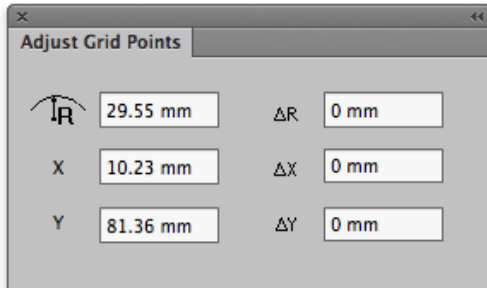 Adjust Grid Points
R 29.55 mm ΔR 0 mm
X 10.23 mm ΔX 0 mm
Y 81.36 mm ΔY 0 mm